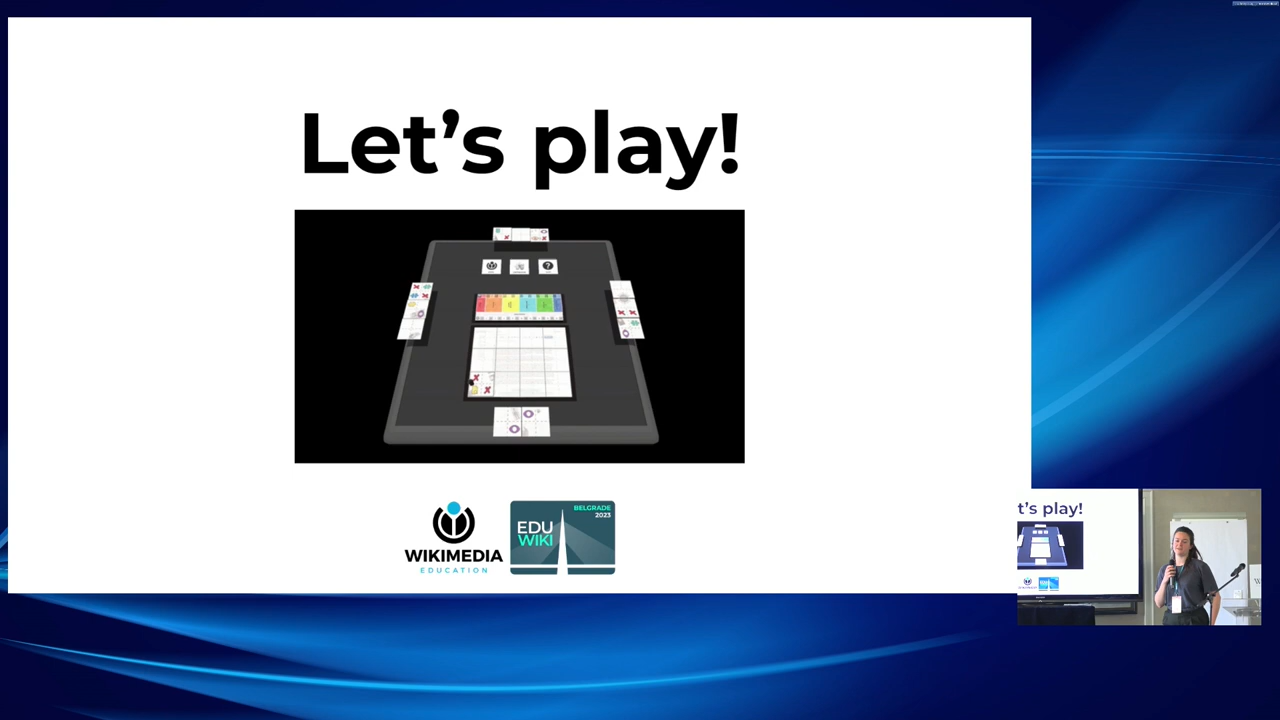 Let's play!
WIKIMEDIA
EDUCATION
BELGRADE
2023
EDU
WIKI
t's play!